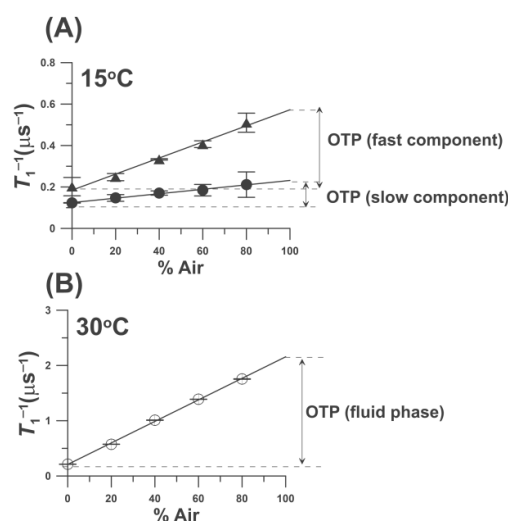 (A)
15°C
0.8
0.6
0.4
0.2
0
T₁⁻¹(μs⁻¹)
0 20 40 60 80 100
% Air
OTP (fast component)
OTP (slow component)
(B)
30°C
3
2
1
0
T₁⁻¹(μs⁻¹)
0 20 40 60 80 100
% Air
OTP (fluid phase)